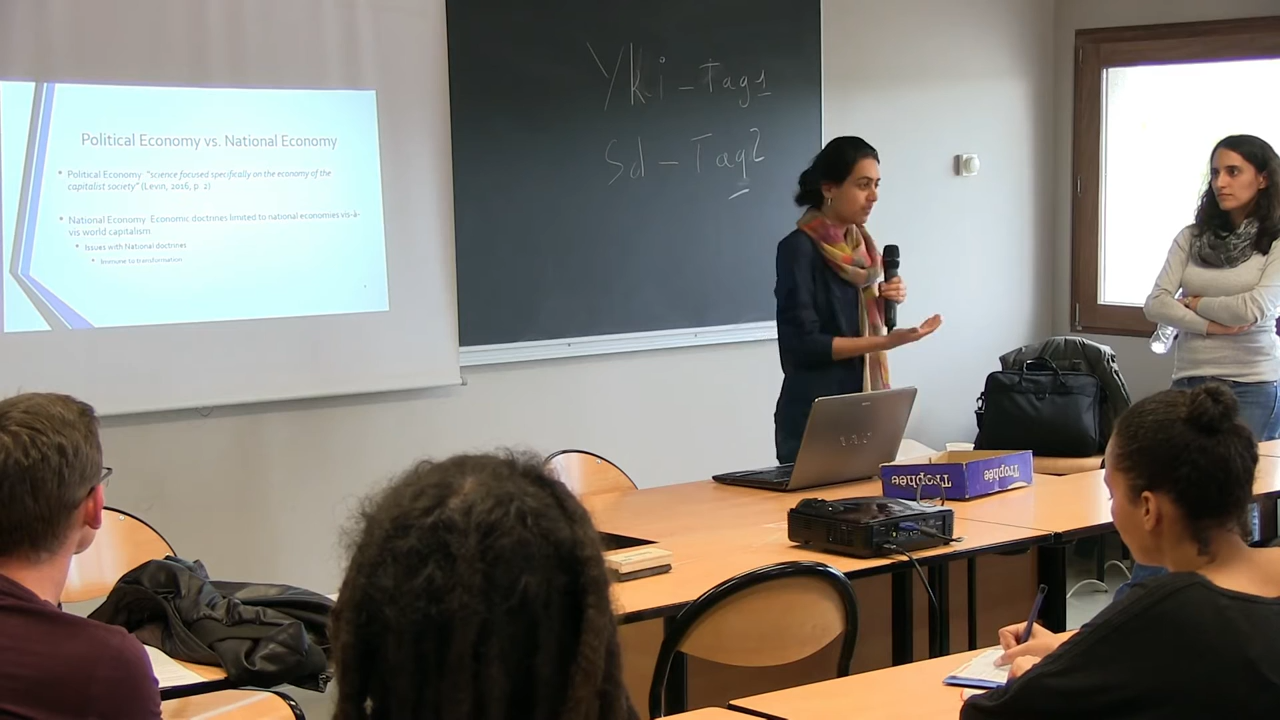 Political Economy vs. National Economy
Political Economy "science focused specifically on the economy of the
capitalist society" (Levin, 2016, p. 2)
National Economy Economic doctrines limited to national economies vis-à-
vis world capitalism
Issues with National doctrines
Immune to transformation
Yki - Tag1
Sd - Tag2
VAIO
Trophée
Trophée